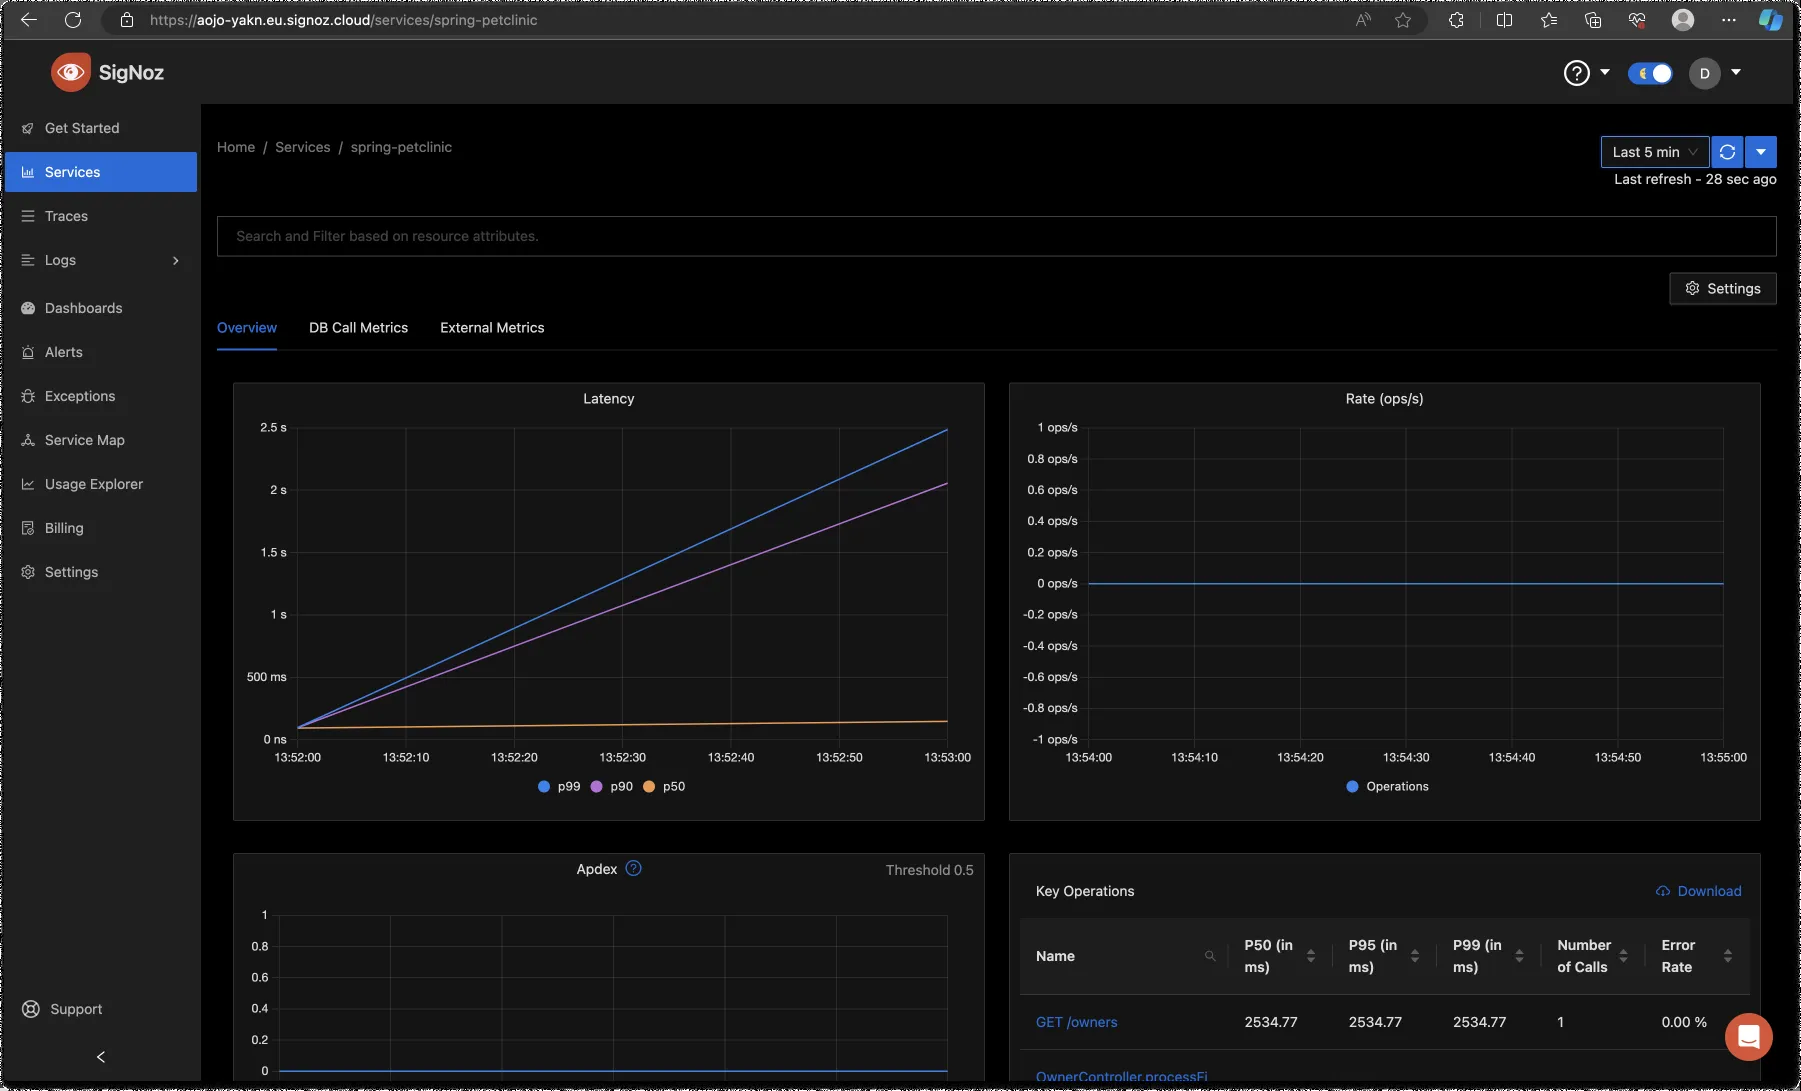 https://aojo-yakn.eu.signoz.cloud/services/spring-petclinic
SigNoz
D
Get Started
Services
Traces
Logs
Dashboards
Alerts
Exceptions
Service Map
Usage Explorer
Billing
Settings
Support
Home / Services / spring-petclinic
Last 5 min
Last refresh - 28 sec ago
Search and Filter based on resource attributes.
Settings
Overview DB Call Metrics External Metrics
Latency
2.5 s
2 s
1.5 s
1 s
500 ms
0 ns
13:52:00 13:52:10 13:52:20 13:52:30 13:52:40 13:52:50 13:53:00
p99 p90 p50
Rate (ops/s)
1 ops/s
0.8 ops/s
0.6 ops/s
0.4 ops/s
0.2 ops/s
0 ops/s
-0.2 ops/s
-0.4 ops/s
-0.6 ops/s
-0.8 ops/s
-1 ops/s
13:54:00 13:54:10 13:54:20 13:54:30 13:54:40 13:54:50 13:55:00
Operations
Apdex ?
Threshold 0.5
1
0.8
0.6
0.4
0.2
0
Key Operations
Download
Name P50 (in ms) P95 (in ms) P99 (in ms) Number of Calls Error Rate
GET /owners 2534.77 2534.77 2534.77 1 0.00 %
OwnerController.processFi